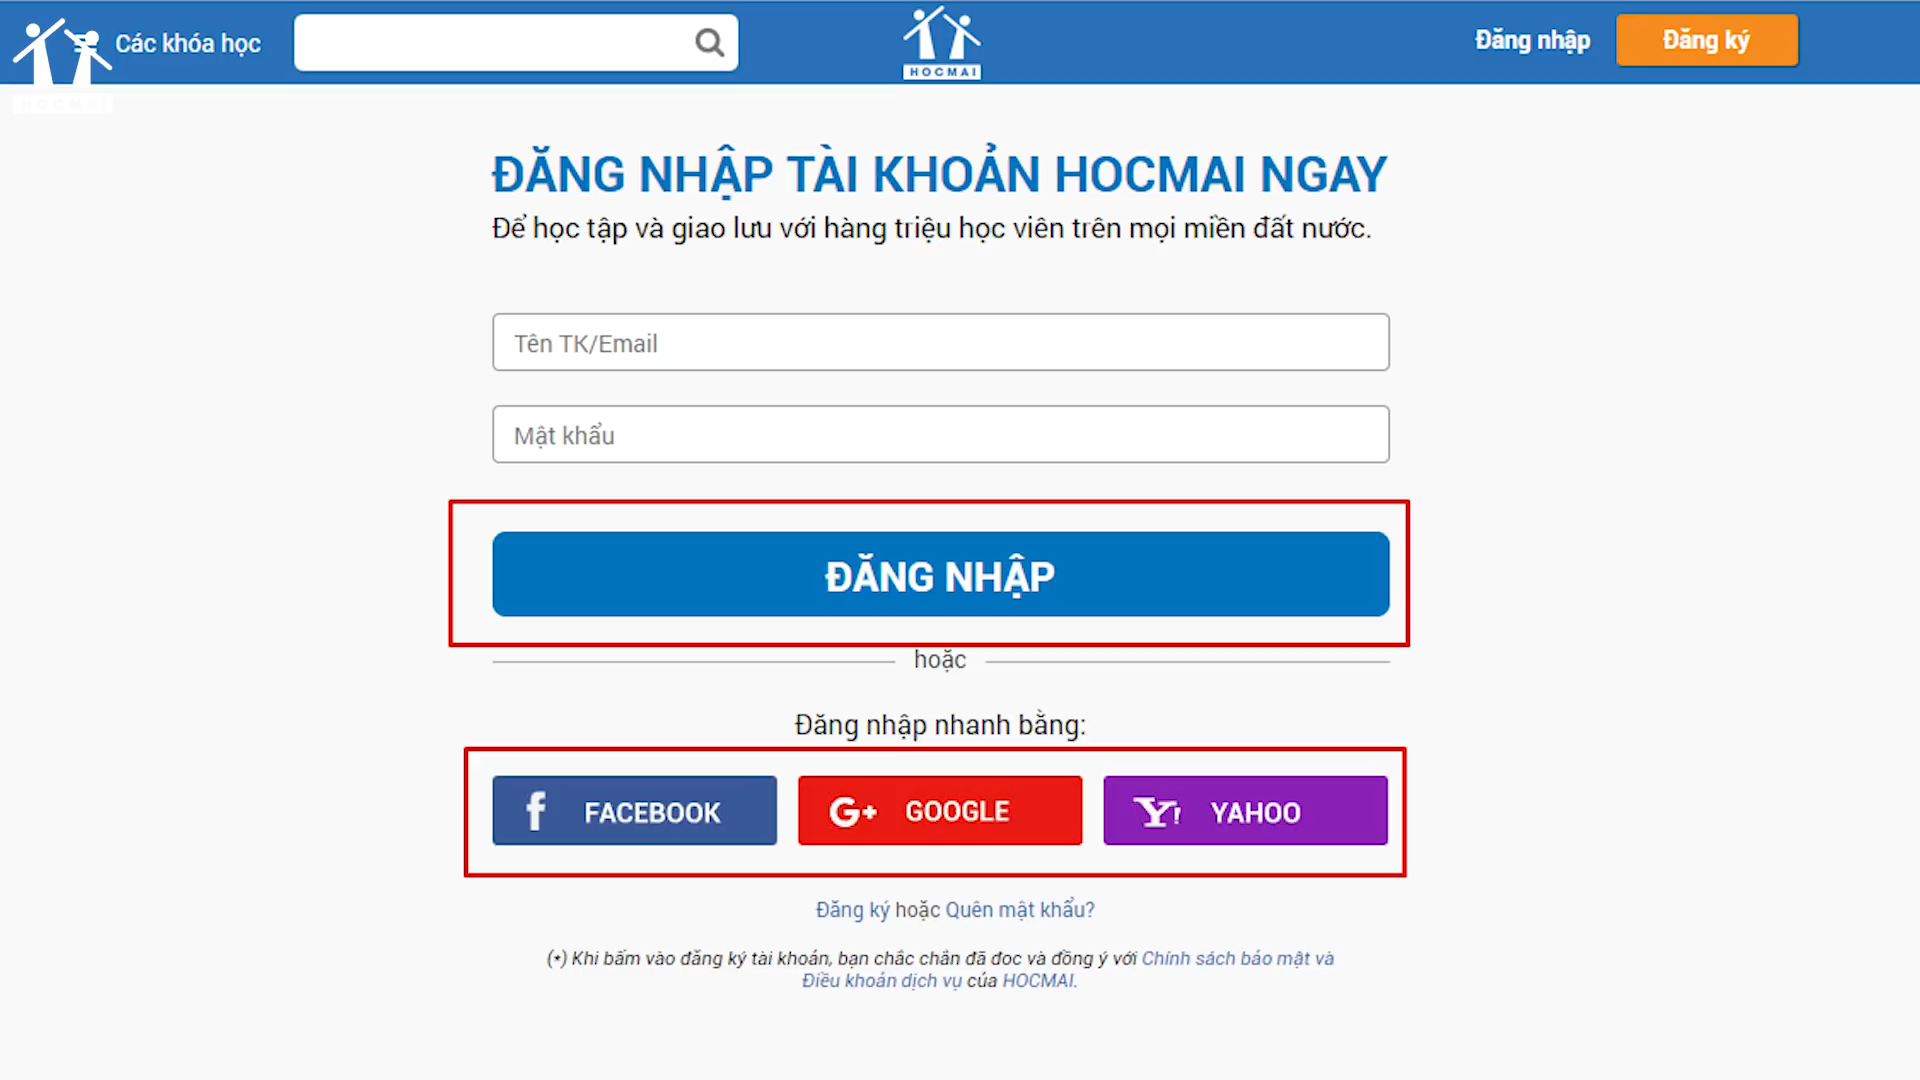 Các khóa học
HOCMAI
Đăng nhập
Đăng ký
HOCMAI
ĐĂNG NHẬP TÀI KHOẢN HOCMAI NGAY
Để học tập và giao lưu với hàng triệu học viên trên mọi miền đất nước.
Tên TK/Email
Mật khẩu
ĐĂNG NHẬP
hoặc
Đăng nhập nhanh bằng:
f FACEBOOK
G+ GOOGLE
Y! YAHOO
Đăng ký hoặc Quên mật khẩu?
(*) Khi bấm vào đăng ký tài khoản, bạn chắc chắn đã đoc và đồng ý với Chính sách bảo mật và
Điều khoản dịch vụ của HOCMAI.